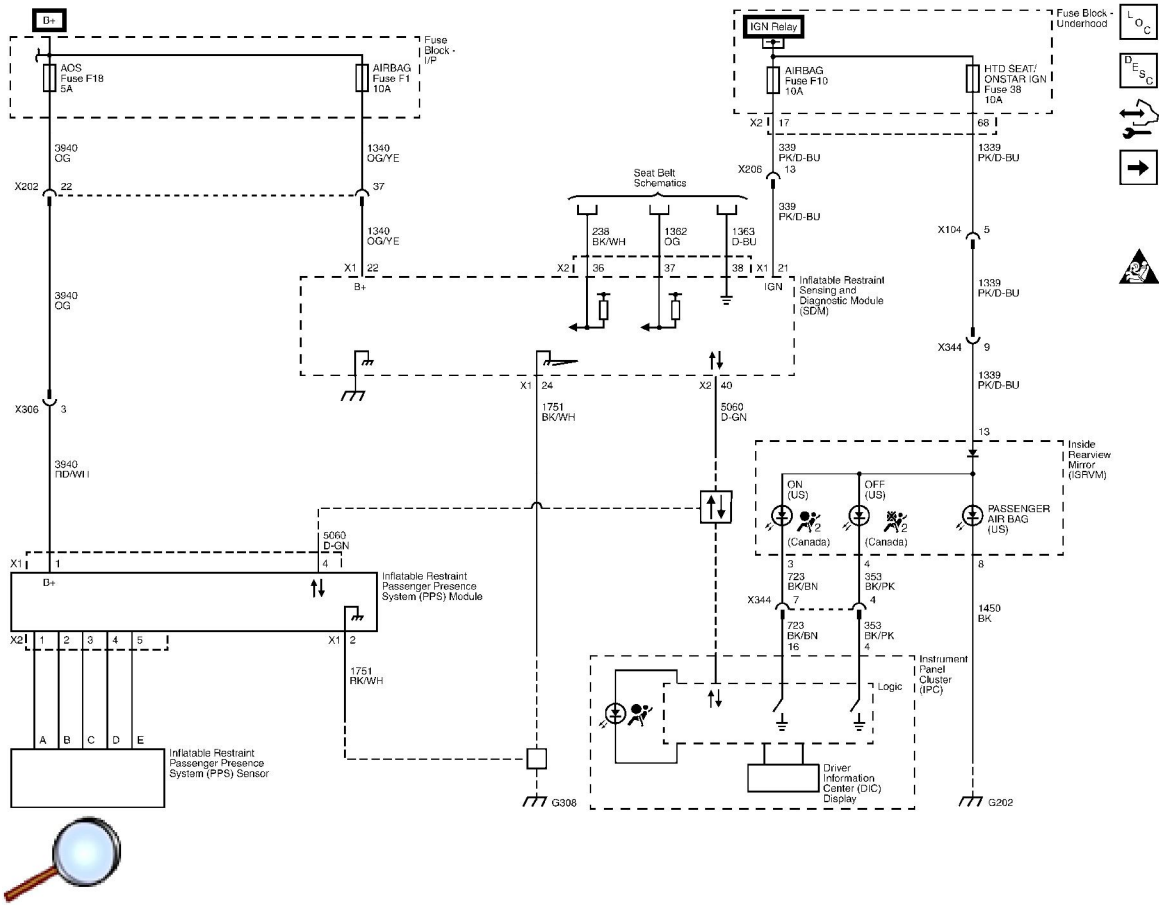 B+
Fuse
Block -
I/P
AOS
Fuse F18
5A
AIRBAG
Fuse F1
10A
IGN Relay
Fuse Block -
Underhood
AIRBAG
Fuse F10
10A
HTD SEAT/
ONSTAR IGN
Fuse 38
10A
L
O
C
D
E
S
C
X2 17
68
3940
OG
1340
OG/YE
339
PK/D-BU
1339
PK/D-BU
X202 22
37
X206 13
Seat Belt
Schematics
1340
OG/YE
339
PK/D-BU
238
BK/WH
1362
OG
1363
D-BU
X104 5
X1 22
X2 36
37
38
X1 21
B+
IGN
Inflatable Restraint
Sensing and
Diagnostic Module
(SDM)
3940
OG
1339
PK/D-BU
X344 9
1339
PK/D-BU
X1 24
X2 40
X306 3
1751
BK/WH
5060
D-GN
13
3940
RD/WH
Inside
Rearview
Mirror
(ISRVM)
ON
(US)
OFF
(US)
PASSENGER
AIR BAG
(US)
2
(Canada)
2
(Canada)
5060
D-GN
X1 1
4
3
4
8
B+
Inflatable Restraint
Passenger Presence
System (PPS) Module
723
BK/BN
353
BK/PK
X344 7
4
1450
BK
X2 1 2 3 4 5
X1 2
723
BK/BN
16
353
BK/PK
4
1751
BK/WH
Instrument
Panel
Cluster
(IPC)
Logic
A B C D E
Inflatable Restraint
Passenger Presence
System (PPS) Sensor
Driver
Information
Center (DIC)
Display
G308
G202